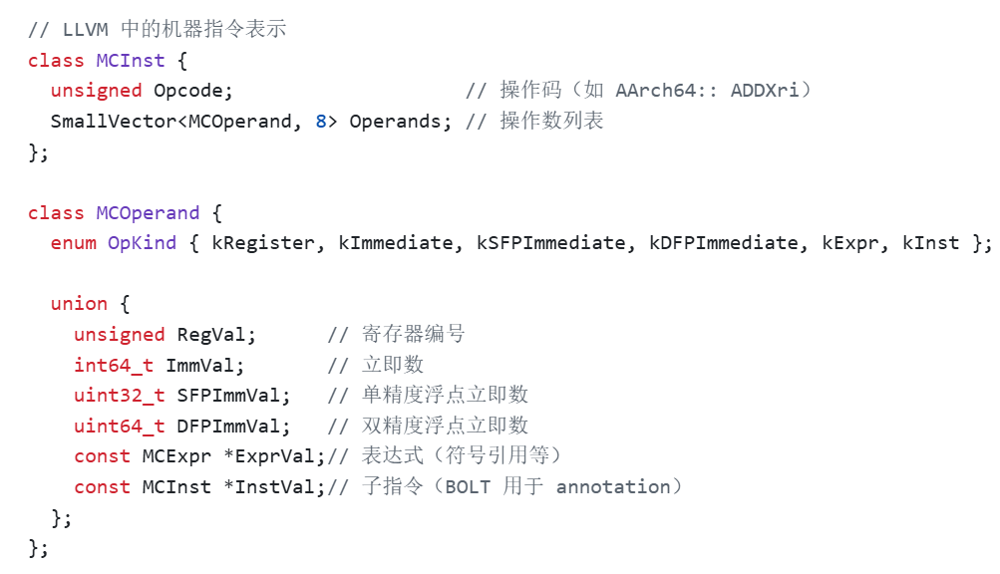 // LLVM 中的机器指令表示
class MCInst {
  unsigned Opcode;                    // 操作码（如 AArch64:: ADDXri）
  SmallVector<MCOperand, 8> Operands; // 操作数列表
};

class MCOperand {
  enum OpKind { kRegister, kImmediate, kSFPImmediate, kDFPImmediate, kExpr, kInst };

  union {
    unsigned RegVal;      // 寄存器编号
    int64_t ImmVal;       // 立即数
    uint32_t SFPImmVal;   // 单精度浮点立即数
    uint64_t DFPImmVal;   // 双精度浮点立即数
    const MCExpr *ExprVal;// 表达式（符号引用等）
    const MCInst *InstVal;// 子指令（BOLT 用于 annotation）
  };
};